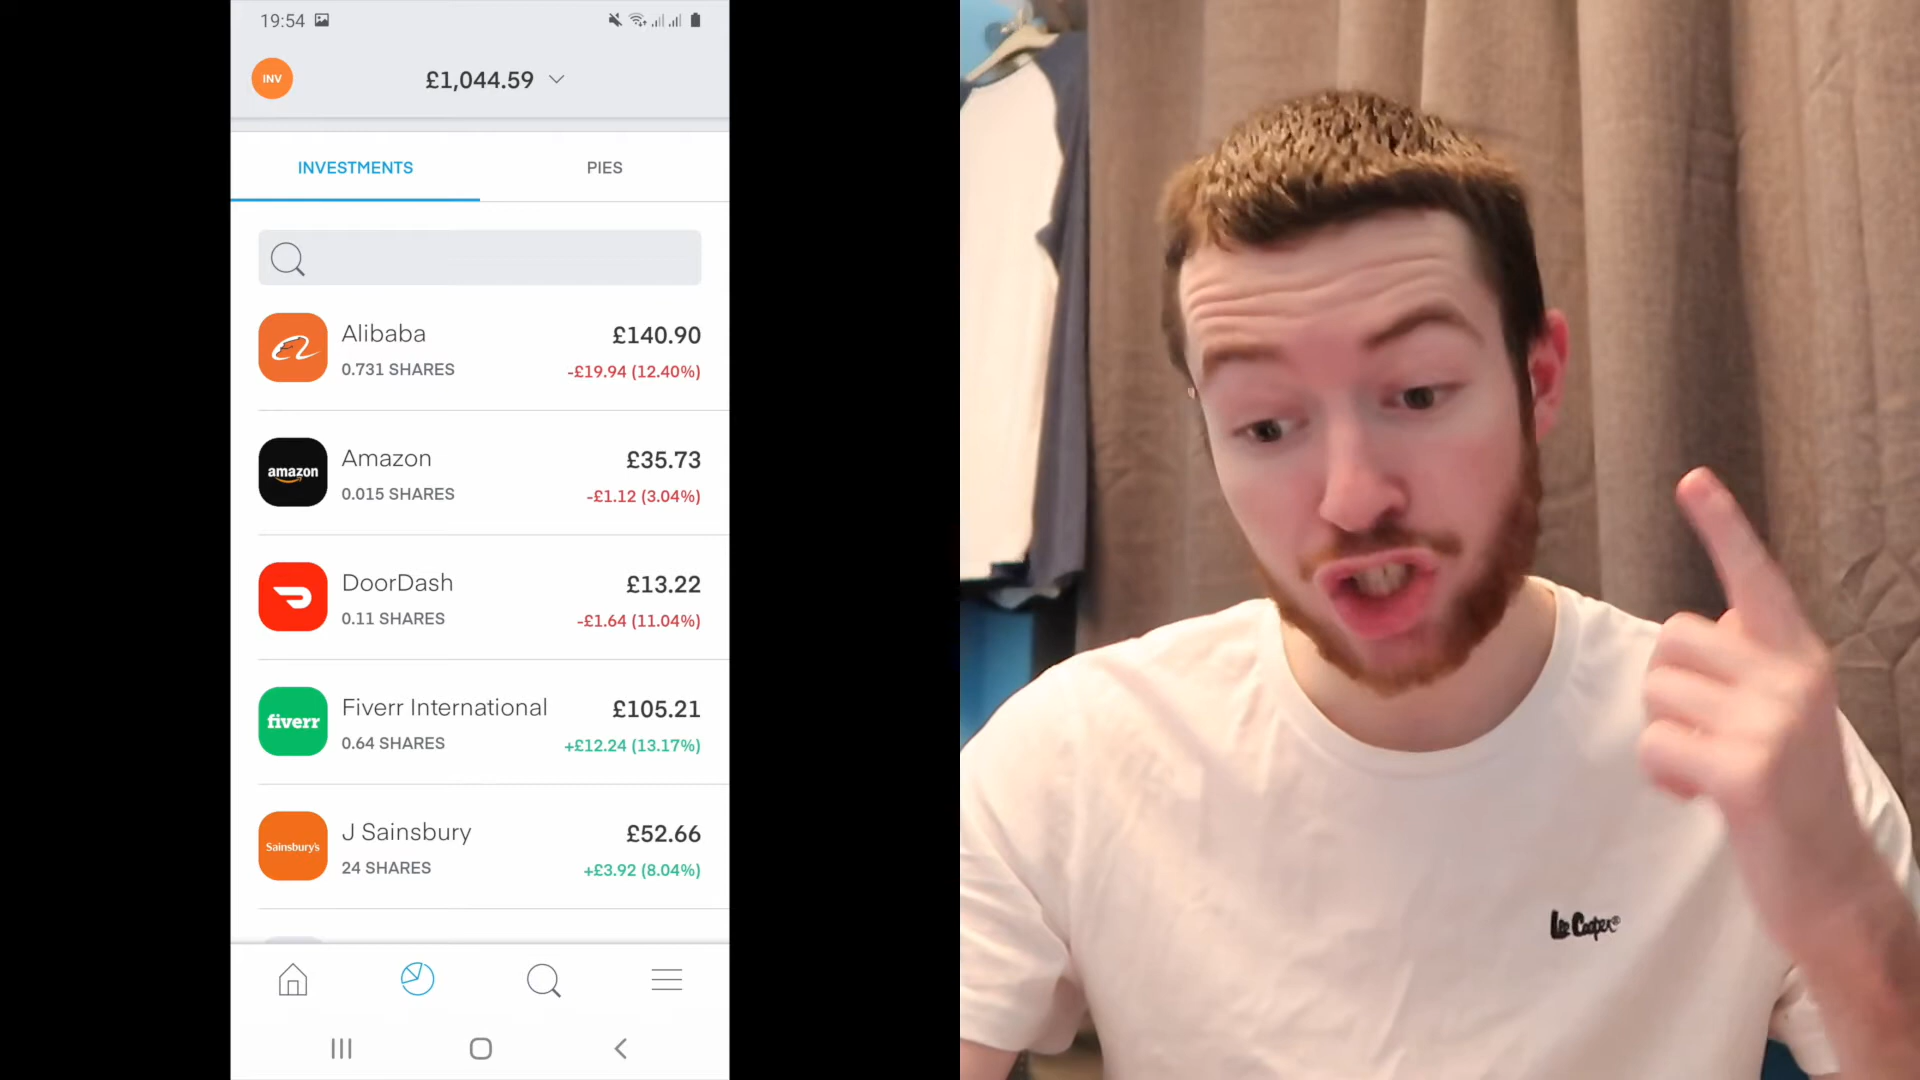 19:54
INV
£1,044.59
INVESTMENTS
PIES
Alibaba
£140.90
0.731 SHARES
-£19.94 (12.40%)
amazon
Amazon
£35.73
0.015 SHARES
-£1.12 (3.04%)
DoorDash
£13.22
0.11 SHARES
-£1.64 (11.04%)
fiverr
Fiverr International
£105.21
0.64 SHARES
+£12.24 (13.17%)
Sainsbury's
J Sainsbury
£52.66
24 SHARES
+£3.92 (8.04%)
Lee Cooper®